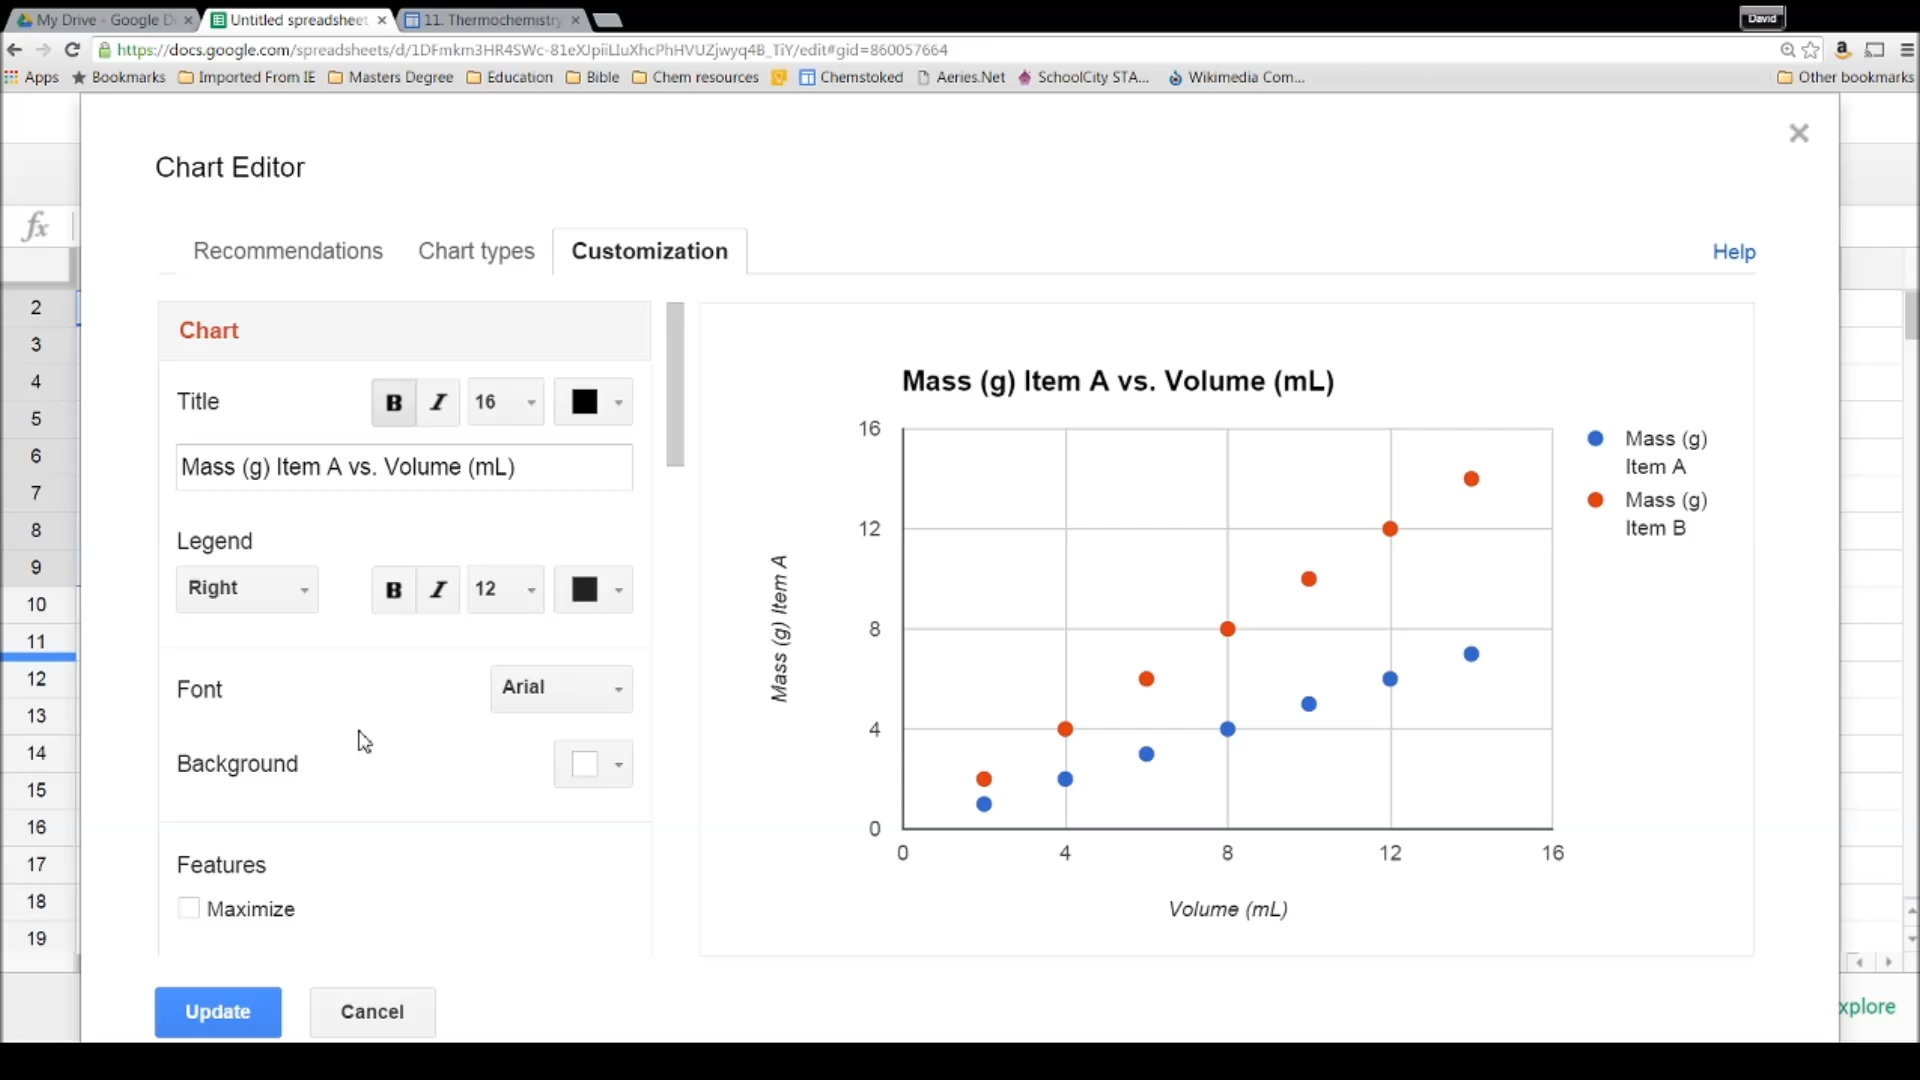 My Drive - Google D
Untitled spreadsheet
11. Thermochemistry
David
https://docs.google.com/spreadsheets/d/1DFmkm3HR4SWc-81eXJpiiLIuXhcPhHVUZjwyq4B_TiY/edit#gid=860057664
Apps Bookmarks Imported From IE Masters Degree Education Bible Chem resources Chemstoked Aeries.Net SchoolCity STA... Wikimedia Com... Other bookmarks
Chart Editor
fx
Recommendations Chart types Customization Help
2
3
4
5
6
7
8
9
10
11
12
13
14
15
16
17
18
19
Chart
Title B I 16
Mass (g) Item A vs. Volume (mL)
Legend
Right B I 12
Font Arial
Background
Features
Maximize
Update Cancel
Mass (g) Item A vs. Volume (mL)
16
12
8
4
0
Mass (g) Item A
0 4 8 12 16
Volume (mL)
Mass (g)
Item A
Mass (g)
Item B
xplore